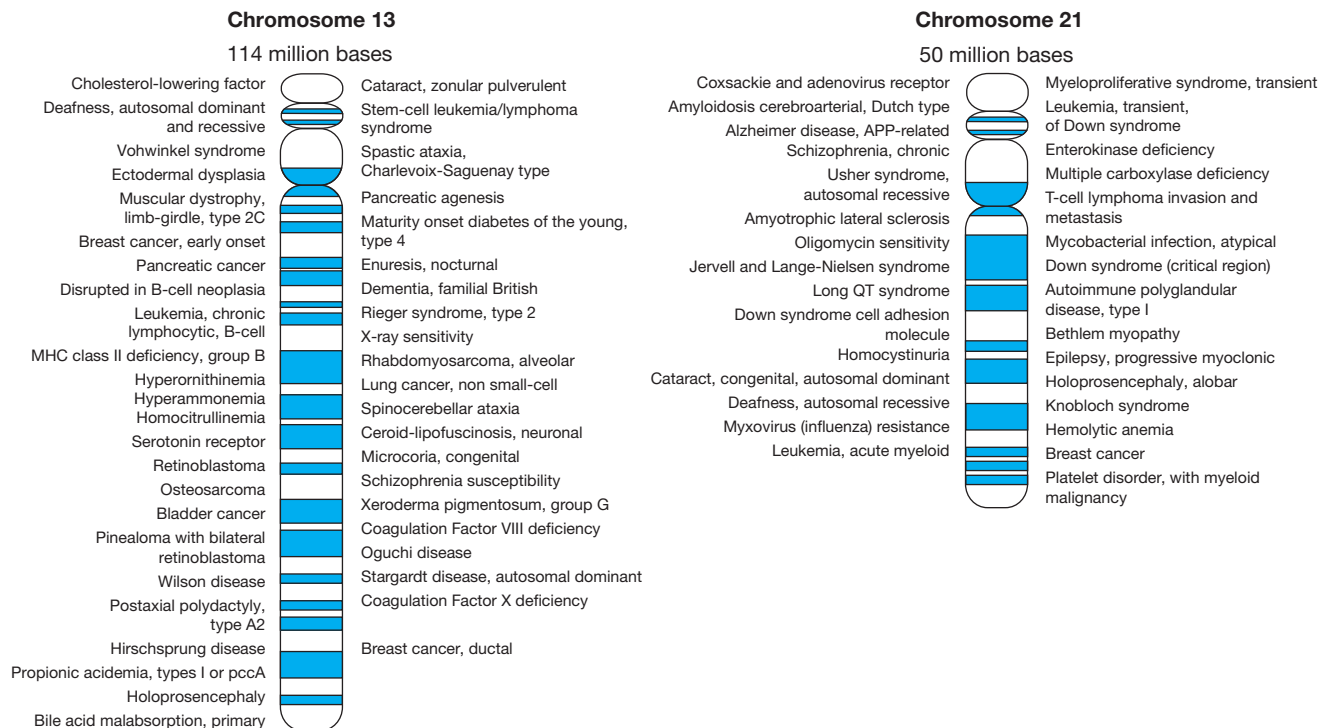 Chromosome 13
114 million bases
Cholesterol-lowering factor
Deafness, autosomal dominant
and recessive
Vohwinkel syndrome
Ectodermal dysplasia
Muscular dystrophy,
limb-girdle, type 2C
Breast cancer, early onset
Pancreatic cancer
Disrupted in B-cell neoplasia
Leukemia, chronic
lymphocytic, B-cell
MHC class II deficiency, group B
Hyperornithinemia
Hyperammonemia
Homocitrullinemia
Serotonin receptor
Retinoblastoma
Osteosarcoma
Bladder cancer
Pinealoma with bilateral
retinoblastoma
Wilson disease
Postaxial polydactyly,
type A2
Hirschsprung disease
Propionic acidemia, types I or pccA
Holoprosencephaly
Bile acid malabsorption, primary
Cataract, zonular pulverulent
Stem-cell leukemia/lymphoma
syndrome
Spastic ataxia,
Charlevoix-Saguenay type
Pancreatic agenesis
Maturity onset diabetes of the young,
type 4
Enuresis, nocturnal
Dementia, familial British
Rieger syndrome, type 2
X-ray sensitivity
Rhabdomyosarcoma, alveolar
Lung cancer, non small-cell
Spinocerebellar ataxia
Ceroid-lipofuscinosis, neuronal
Microcoria, congenital
Schizophrenia susceptibility
Xeroderma pigmentosum, group G
Coagulation Factor VIII deficiency
Oguchi disease
Stargardt disease, autosomal dominant
Coagulation Factor X deficiency
Breast cancer, ductal
Chromosome 21
50 million bases
Coxsackie and adenovirus receptor
Amyloidosis cerebroarterial, Dutch type
Alzheimer disease, APP-related
Schizophrenia, chronic
Usher syndrome,
autosomal recessive
Amyotrophic lateral sclerosis
Oligomycin sensitivity
Jervell and Lange-Nielsen syndrome
Long QT syndrome
Down syndrome cell adhesion
molecule
Homocystinuria
Cataract, congenital, autosomal dominant
Deafness, autosomal recessive
Myxovirus (influenza) resistance
Leukemia, acute myeloid
Myeloproliferative syndrome, transient
Leukemia, transient,
of Down syndrome
Enterokinase deficiency
Multiple carboxylase deficiency
T-cell lymphoma invasion and
metastasis
Mycobacterial infection, atypical
Down syndrome (critical region)
Autoimmune polyglandular
disease, type I
Bethlem myopathy
Epilepsy, progressive myoclonic
Holoprosencephaly, alobar
Knobloch syndrome
Hemolytic anemia
Breast cancer
Platelet disorder, with myeloid
malignancy